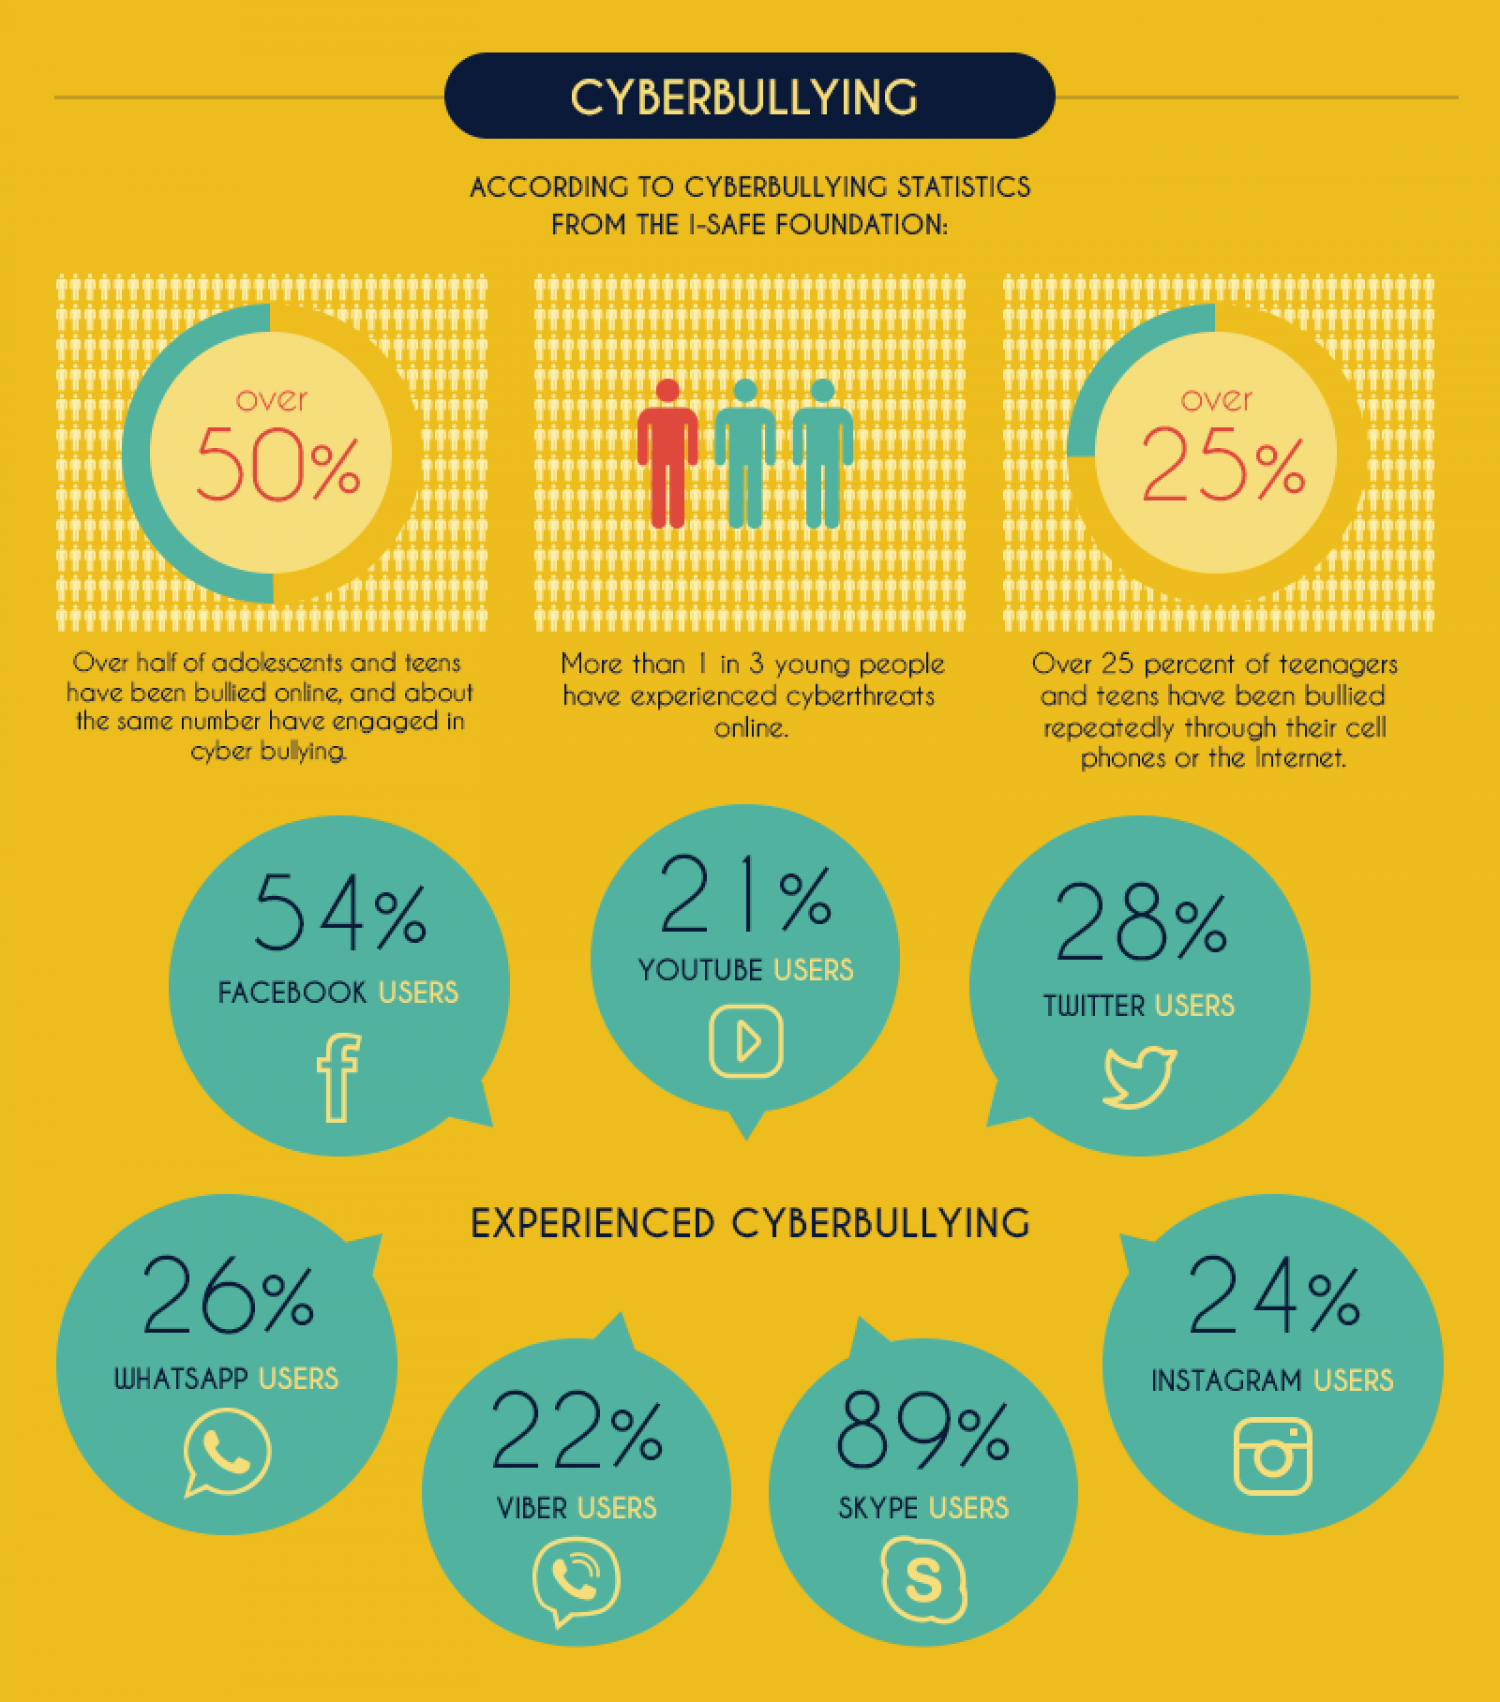 CYBERBULLYING
ACCORDING TO CYBERBULLYING STATISTICS
FROM THE I-SAFE FOUNDATION:
over
50%
Over half of adolescents and teens
have been bullied online, and about
the same number have engaged in
cyber bullying.
More than 1 in 3 young people
have experienced cyberthreats
online.
over
25%
Over 25 percent of teenagers
and teens have been bullied
repeatedly through their cell
phones or the Internet.
54%
FACEBOOK USERS
21%
YOUTUBE USERS
28%
TWITTER USERS
EXPERIENCED CYBERBULLYING
26%
WHATSAPP USERS
22%
VIBER USERS
89%
SKYPE USERS
S
24%
INSTAGRAM USERS